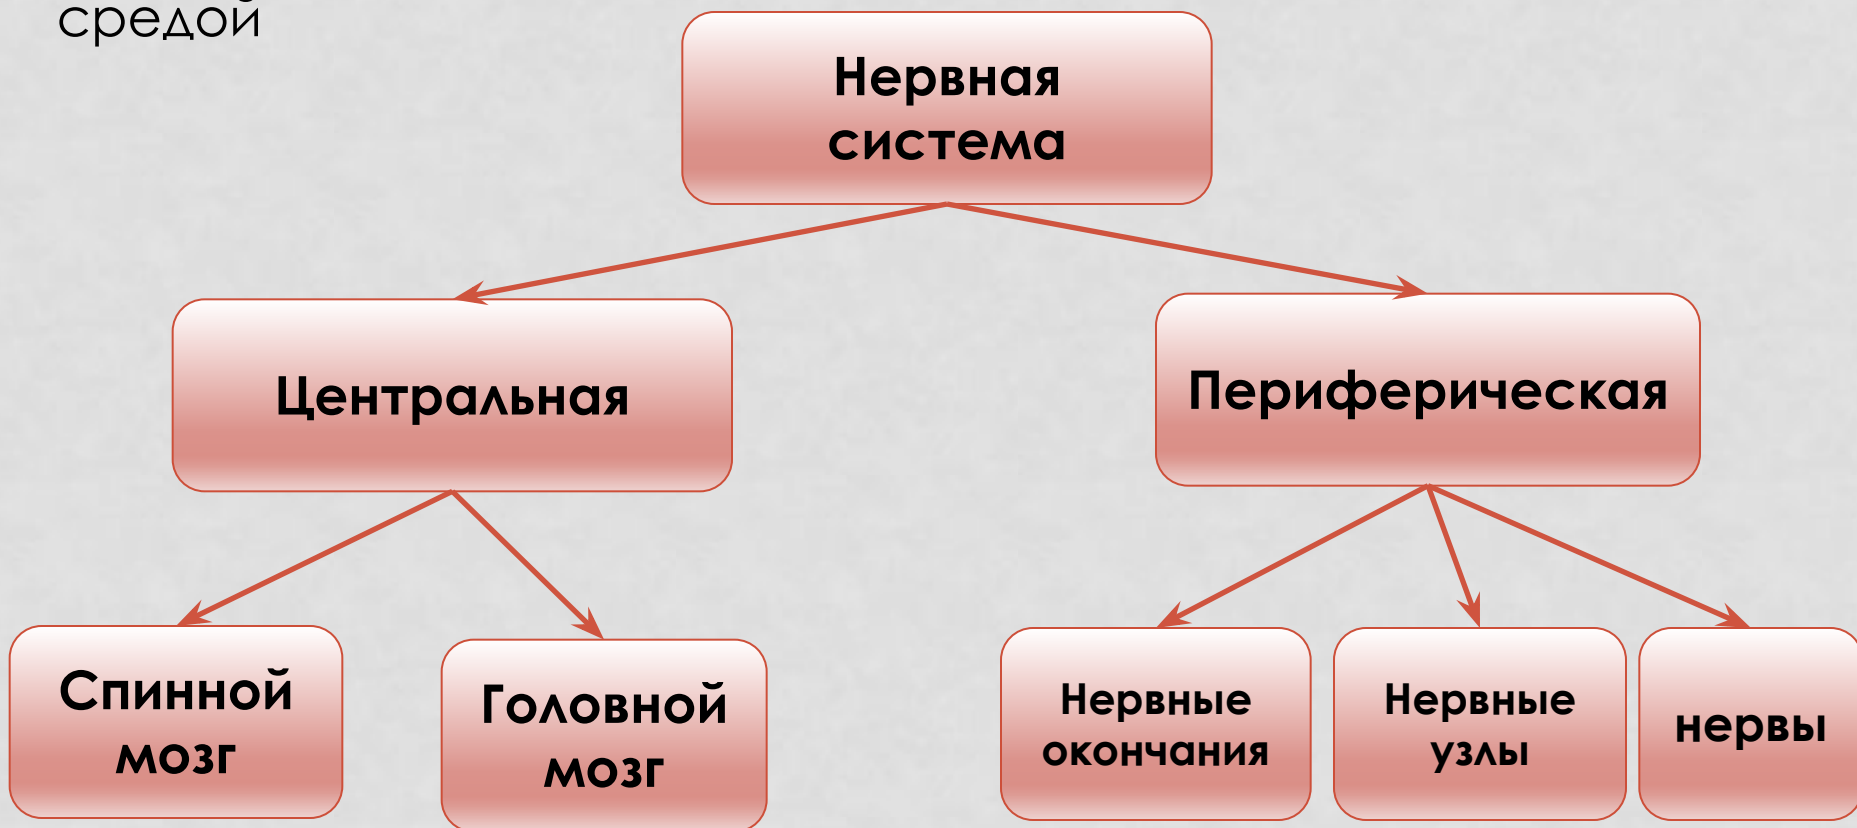 средой
Нервная
система
Центральная
Периферическая
Спинной
мозг
Головной
мозг
Нервные
окончания
Нервные
узлы
нервы